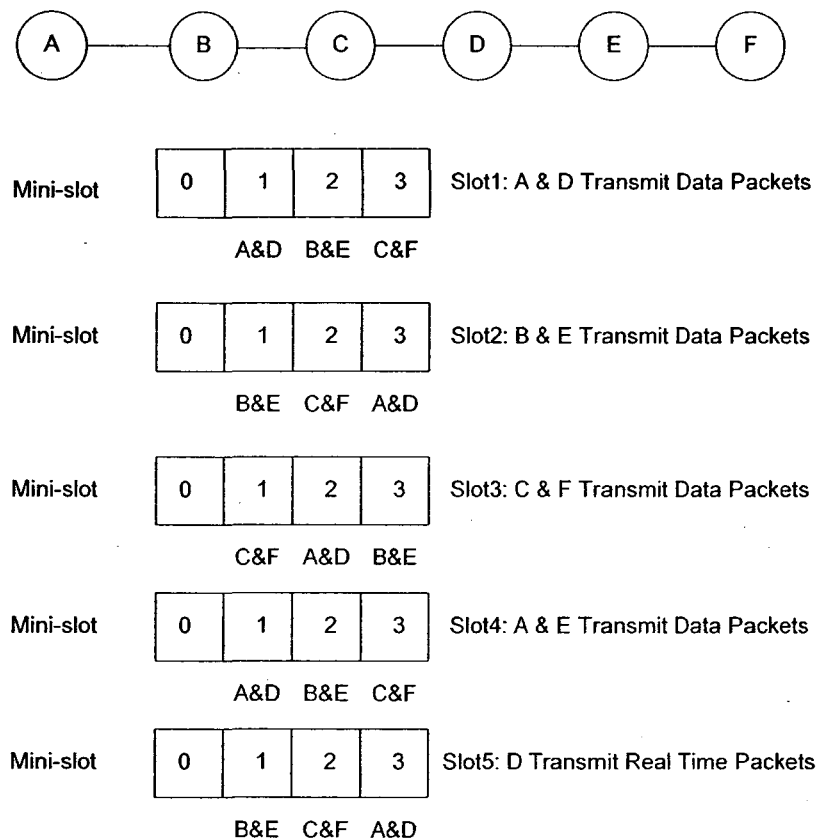 A B C D E F
Mini-slot 0 1 2 3 Slot1: A & D Transmit Data Packets
A&D B&E C&F
Mini-slot 0 1 2 3 Slot2: B & E Transmit Data Packets
B&E C&F A&D
Mini-slot 0 1 2 3 Slot3: C & F Transmit Data Packets
C&F A&D B&E
Mini-slot 0 1 2 3 Slot4: A & E Transmit Data Packets
A&D B&E C&F
Mini-slot 0 1 2 3 Slot5: D Transmit Real Time Packets
B&E C&F A&D